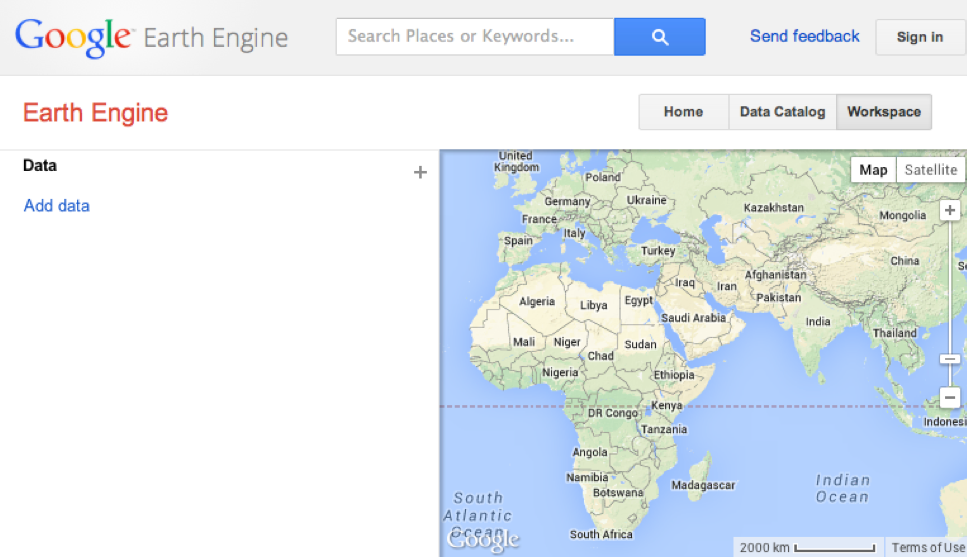 Google Earth Engine
Search Places or Keywords...
Send feedback
Sign in
Earth Engine
Home
Data Catalog
Workspace
Data
+
Add data
Map
Satellite
United
Kingdom
Poland
Germany
Ukraine
Kazakhstan
Mongolia
France
Italy
Spain
Turkey
China
Afghanistan
Iraq
Iran
Pakistan
Algeria
Libya
Egypt
Saudi Arabia
India
Thailand
Mali
Niger
Sudan
Chad
Nigeria
Ethiopia
Kenya
DR Congo
Tanzania
Indonesi
Angola
Namibia
Botswana
Madagascar
Indian
Ocean
South
Atlantic
Ocean
South Africa
Google
2000 km
Terms of Use